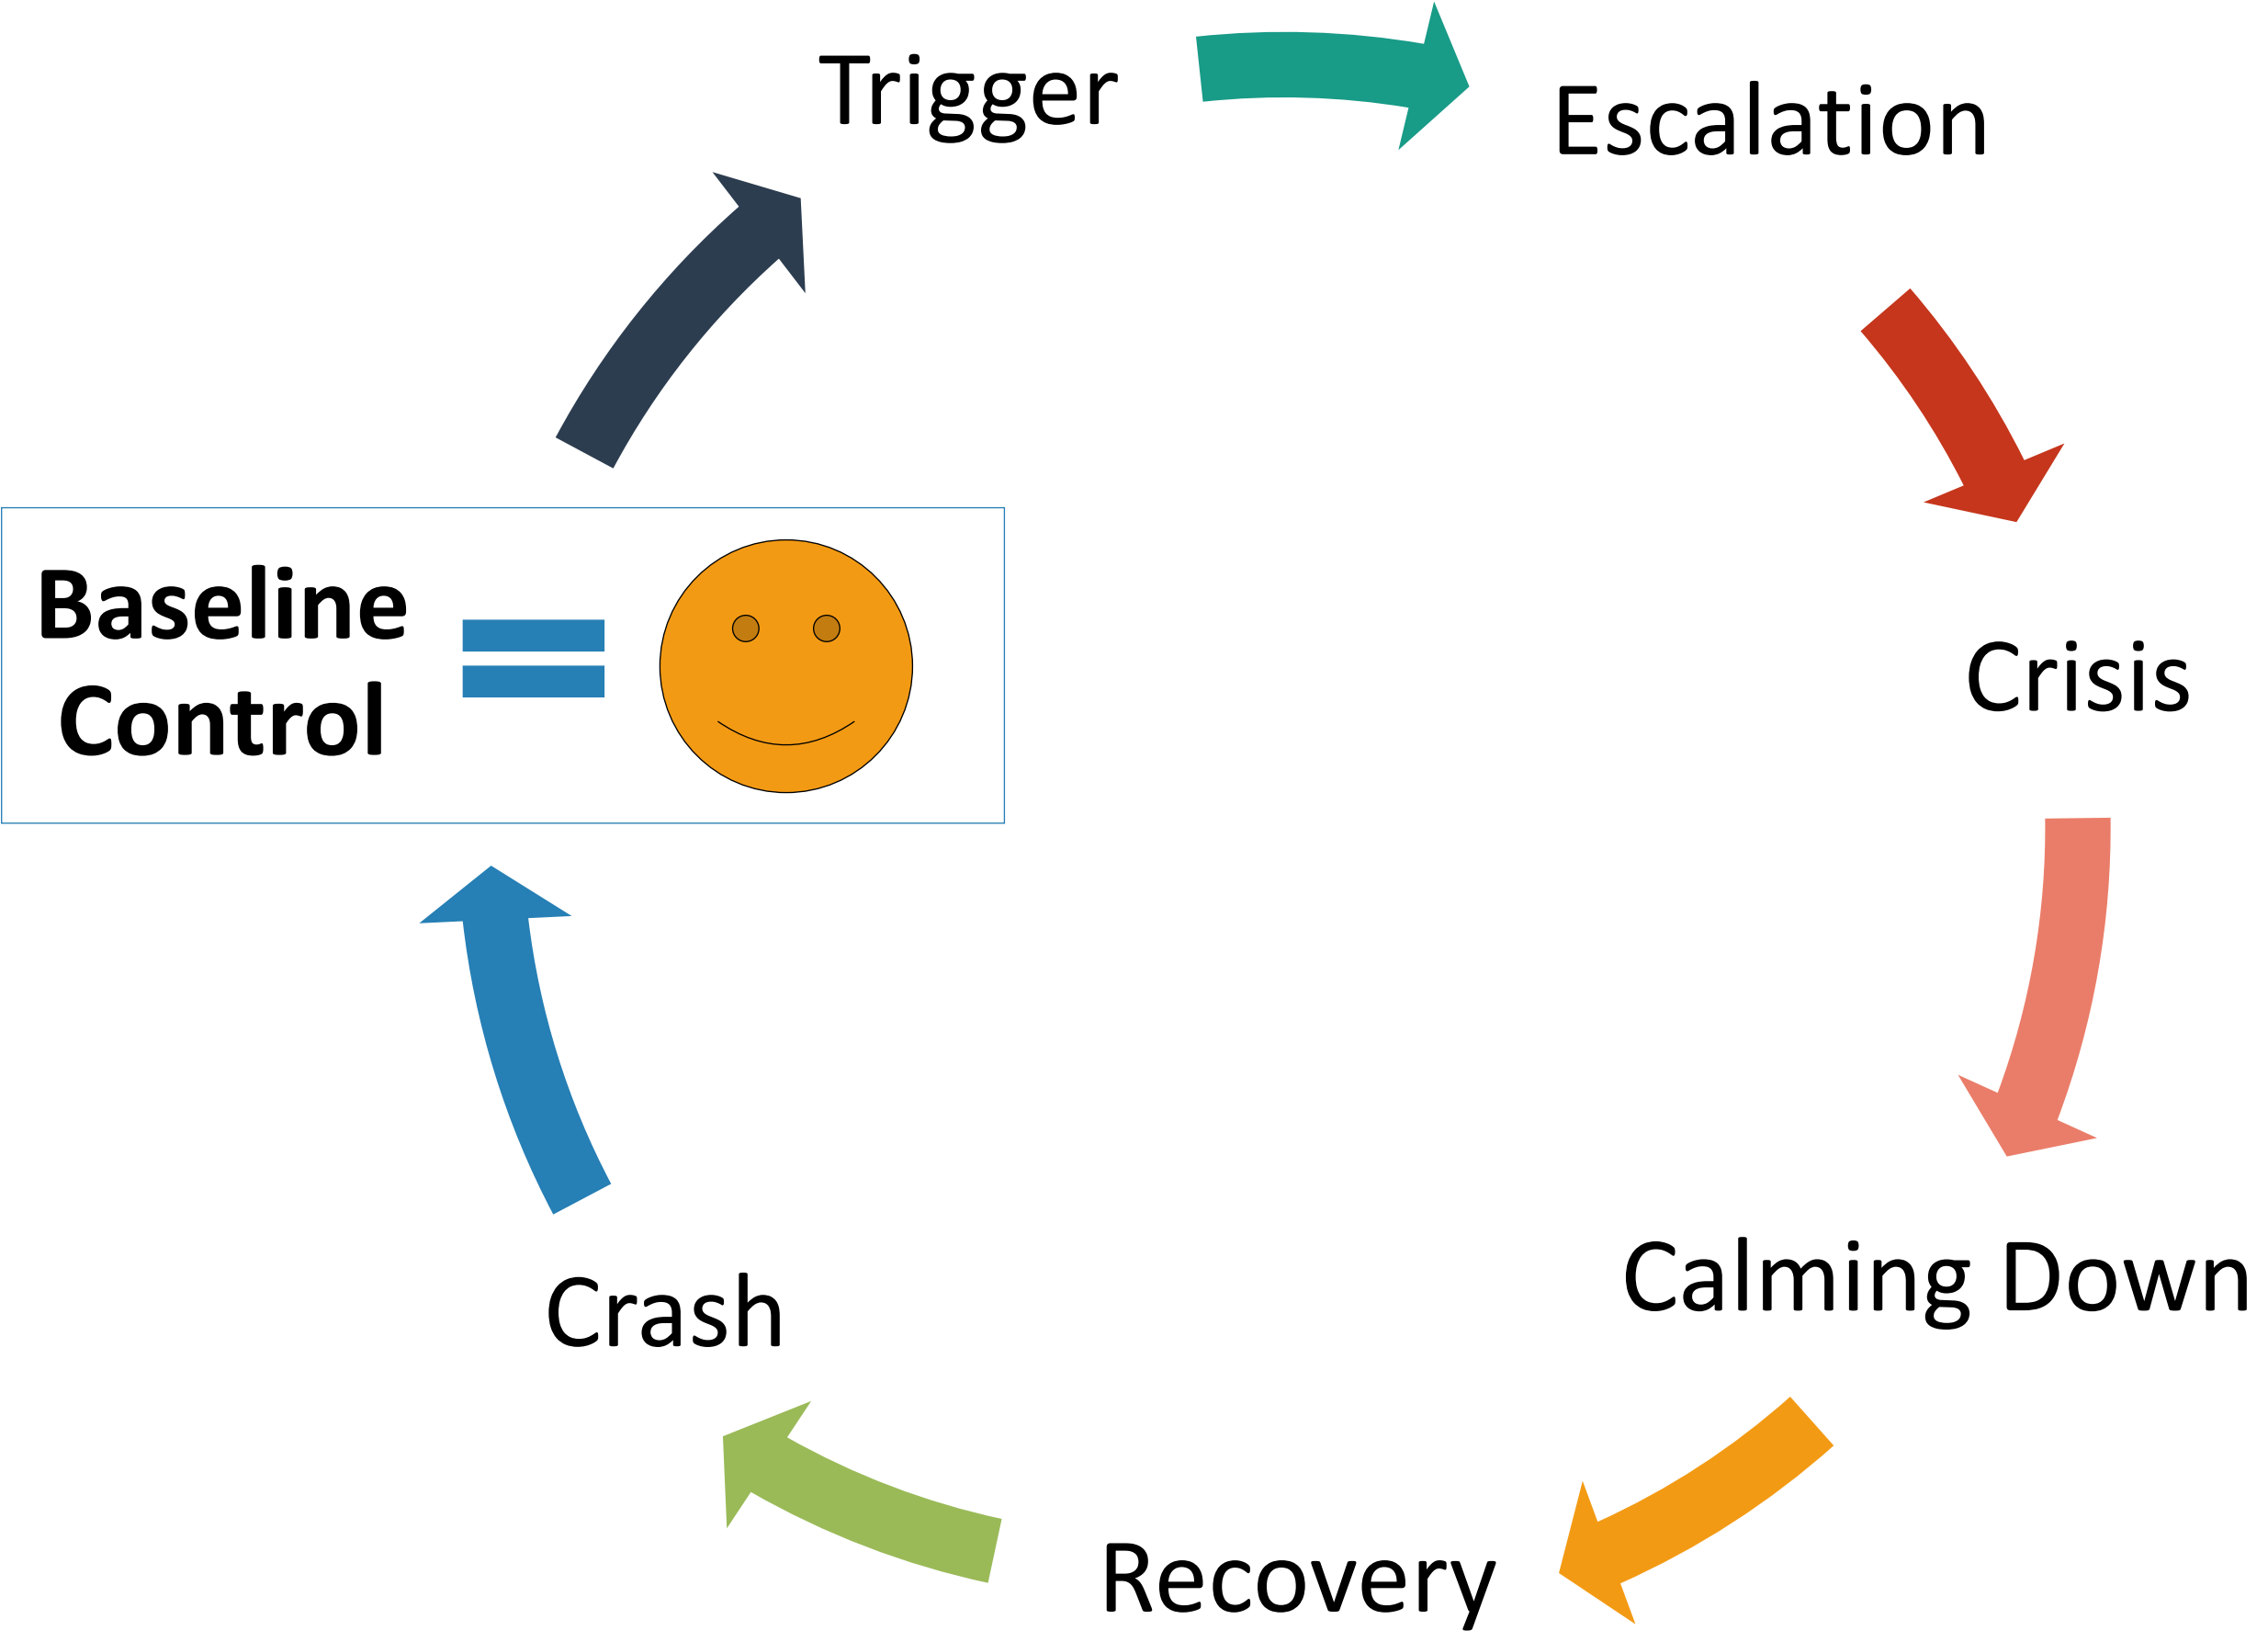 Trigger
Escalation
Baseline
Control
Crisis
Calming Down
Crash
Recovery